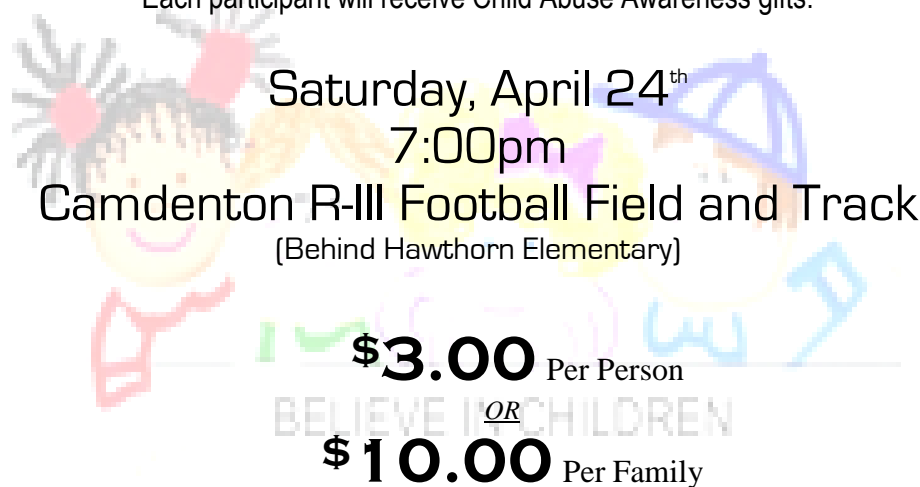 Each participant will receive Child Abuse Awareness gifts.
Saturday, April 24th
7:00pm
Camdenton R-III Football Field and Track
(Behind Hawthorn Elementary)
$3.00 Per Person
OR
BELIEVE IN CHILDREN
$10.00 Per Family